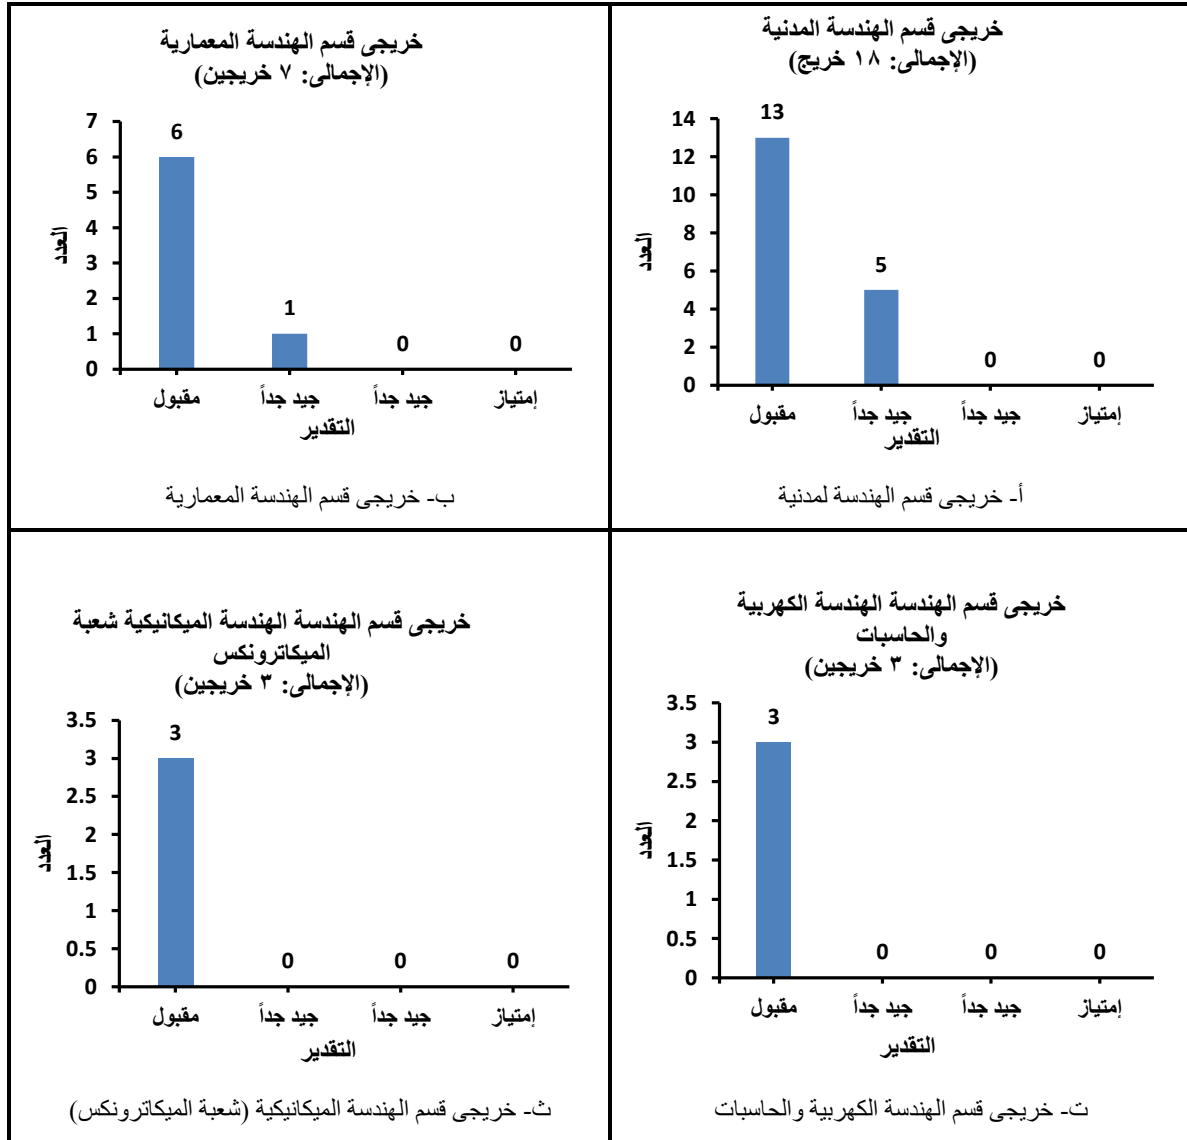 خريجى قسم الهندسة المدنية
(الإجمالى: ١٨ خريج)
14
12
10
8
6
4
2
0
العدد
13
5
0
0
مقبول
جيد جداً
جيد جداً
إمتياز
التقدير
أ- خريجى قسم الهندسة لمدنية
خريجى قسم الهندسة المعمارية
(الإجمالى: ٧ خريجين)
7
6
5
4
3
2
1
0
العدد
6
1
0
0
مقبول
جيد جداً
جيد جداً
إمتياز
التقدير
ب- خريجى قسم الهندسة المعمارية
خريجى قسم الهندسة الهندسة الكهربية
والحاسبات
(الإجمالى: ٣ خريجين)
3.5
3
2.5
2
1.5
1
0.5
0
العدد
3
0
0
0
مقبول
جيد جداً
جيد جداً
إمتياز
التقدير
ت- خريجى قسم الهندسة الكهربية والحاسبات
خريجى قسم الهندسة الهندسة الميكانيكية شعبة
الميكاترونكس
(الإجمالى: ٣ خريجين)
3.5
3
2.5
2
1.5
1
0.5
0
العدد
3
0
0
0
مقبول
جيد جداً
جيد جداً
إمتياز
التقدير
ث- خريجى قسم الهندسة الميكانيكية (شعبة الميكاترونكس)